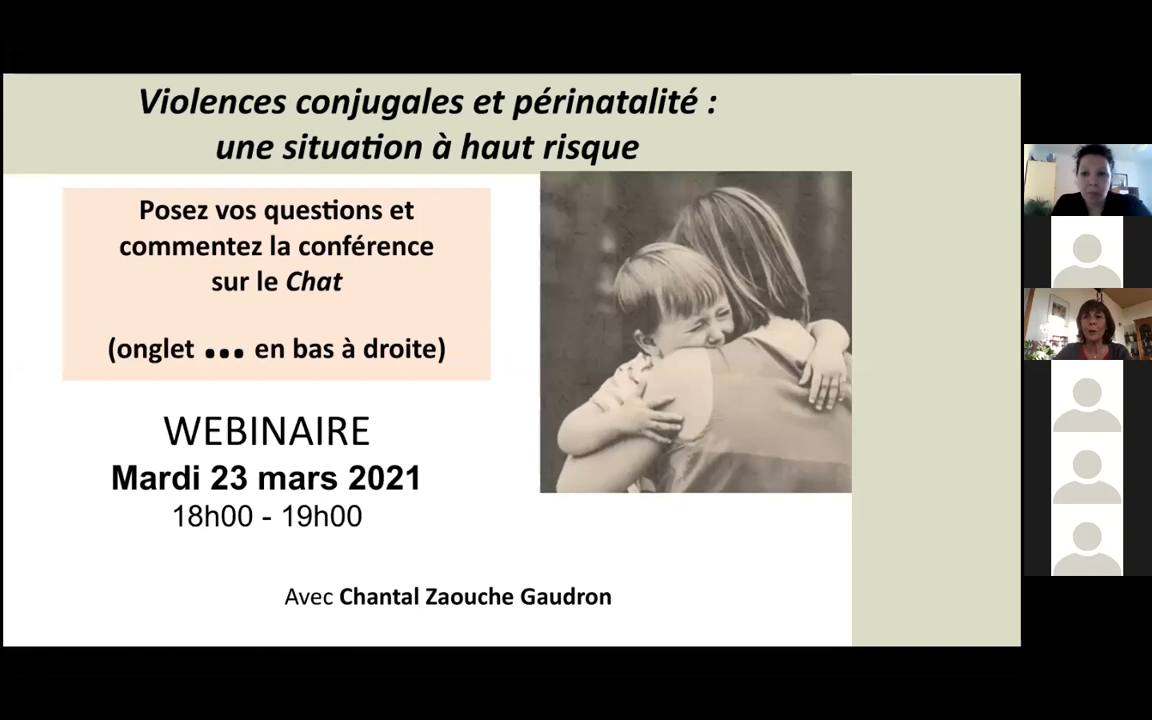 Violences conjugales et périnatalité :
une situation à haut risque
Posez vos questions et
commentez la conférence
sur le Chat
(onglet ... en bas à droite)
WEBINAIRE
Mardi 23 mars 2021
18h00 - 19h00
Avec Chantal Zaouche Gaudron